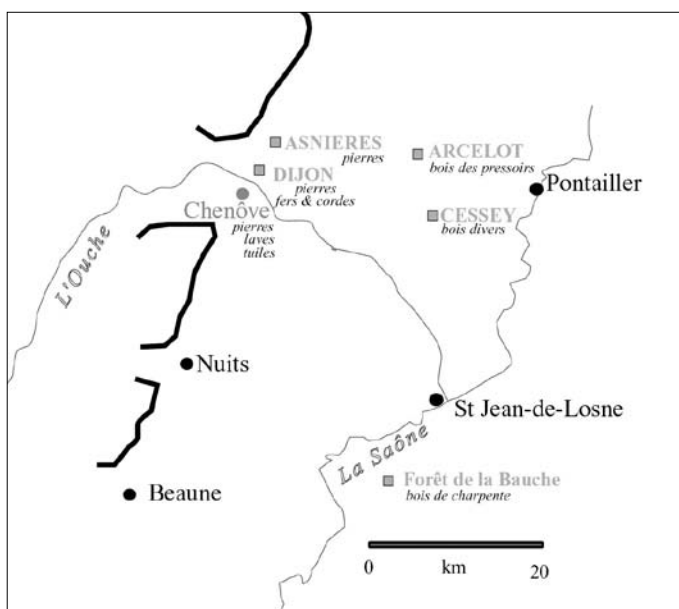 ASNIERES
pierres
ARCELOT
bois des pressoirs
DIJON
pierres
fers & cordes
Pontailler
Chenôve
pierres
laves
tuiles
CESSEY
bois divers
L'Ouche
Nuits
St Jean-de-Losne
La Saône
Forêt de la Bauche
bois de charpente
Beaune
0
km
20